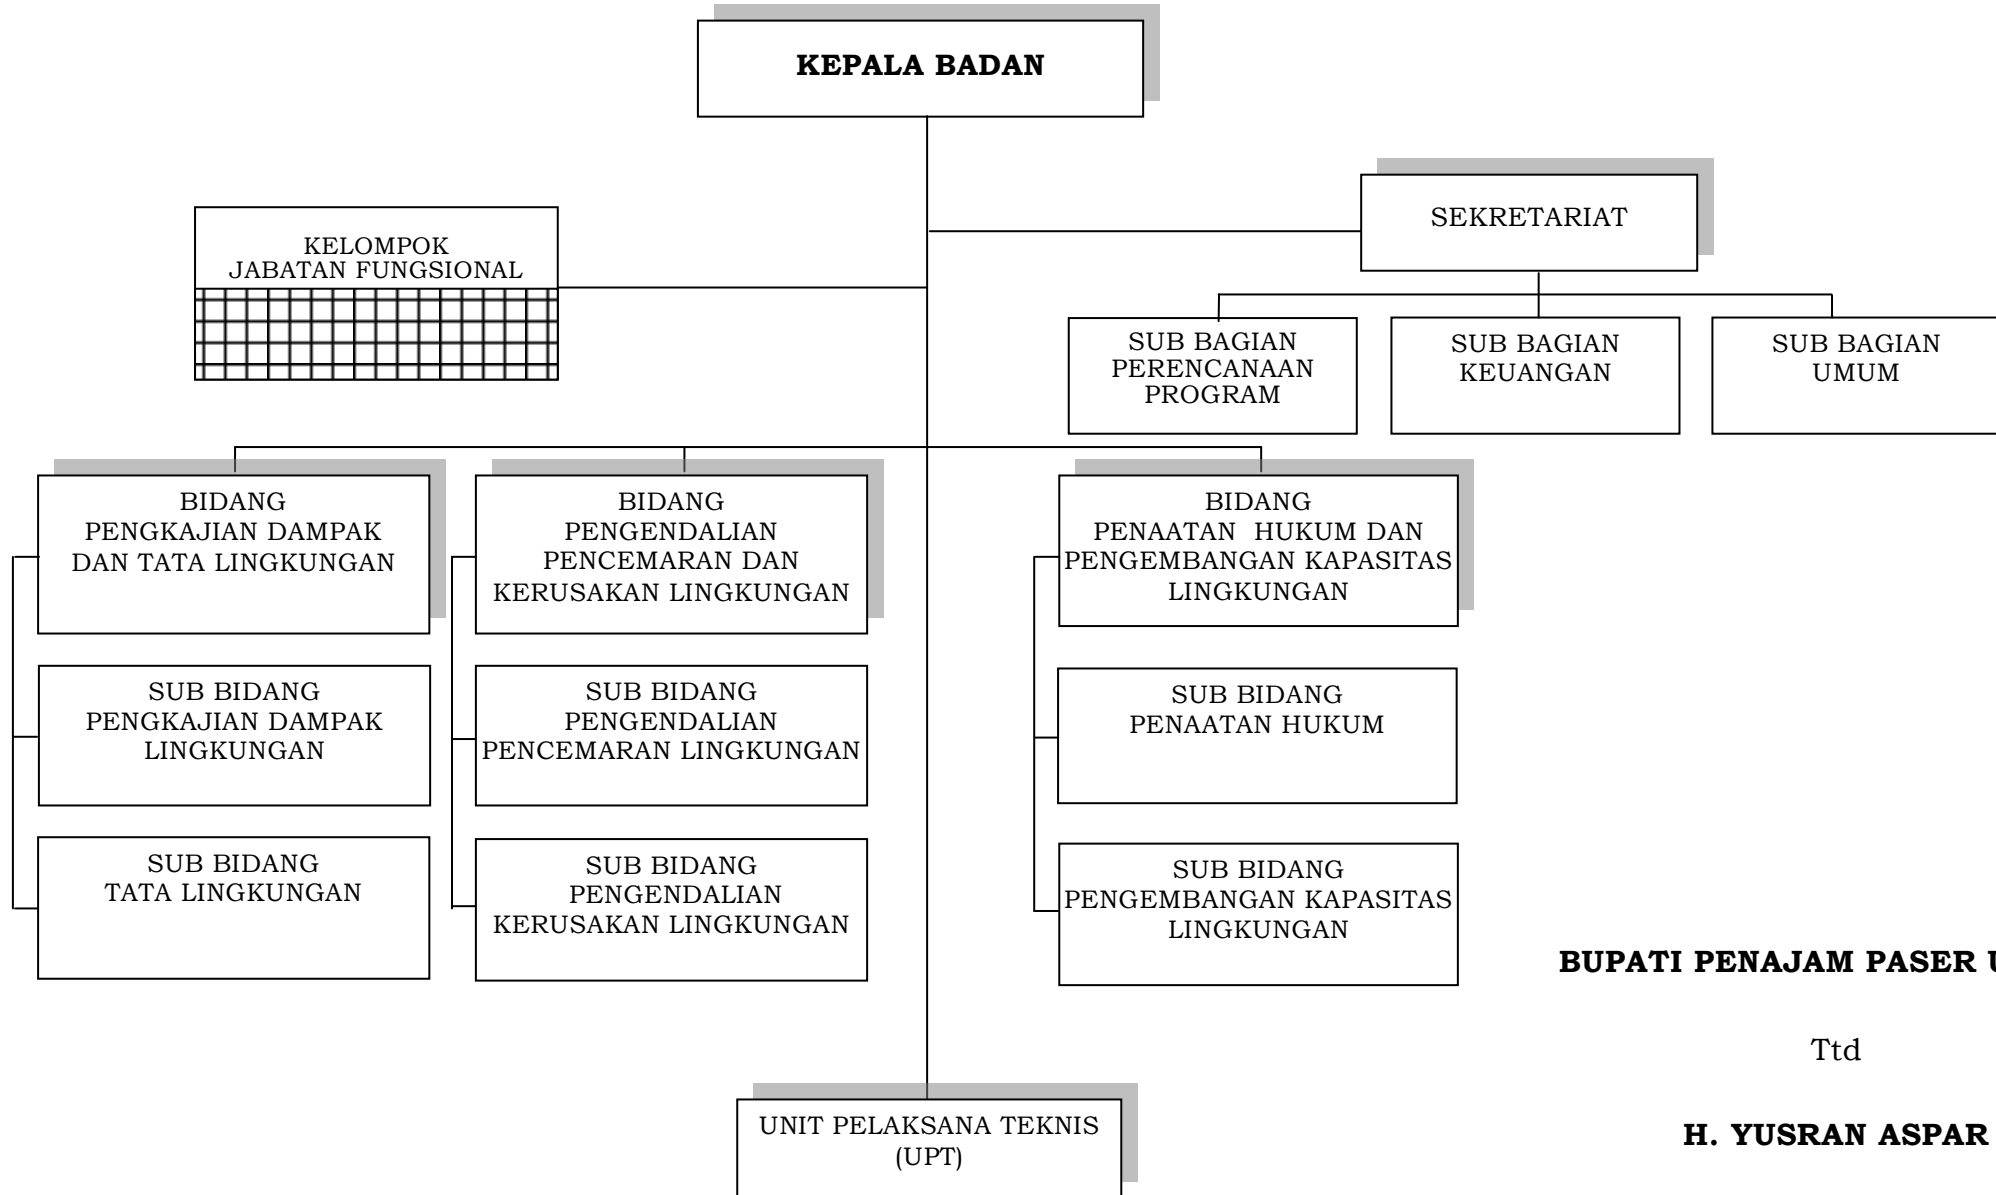 KEPALA BADAN
SEKRETARIAT
KELOMPOK
JABATAN FUNGSIONAL
SUB BAGIAN
PERENCANAAN
PROGRAM
SUB BAGIAN
KEUANGAN
SUB BAGIAN
UMUM
BIDANG
PENGKAJIAN DAMPAK
DAN TATA LINGKUNGAN
BIDANG
PENGENDALIAN
PENCEMARAN DAN
KERUSAKAN LINGKUNGAN
BIDANG
PENAATAN HUKUM DAN
PENGEMBANGAN KAPASITAS
LINGKUNGAN
SUB BIDANG
PENGKAJIAN DAMPAK
LINGKUNGAN
SUB BIDANG
PENGENDALIAN
PENCEMARAN LINGKUNGAN
SUB BIDANG
PENAATAN HUKUM
SUB BIDANG
TATA LINGKUNGAN
SUB BIDANG
PENGENDALIAN
KERUSAKAN LINGKUNGAN
SUB BIDANG
PENGEMBANGAN KAPASITAS
LINGKUNGAN
BUPATI PENAJAM PASER
Ttd
H. YUSRAN ASPAR
UNIT PELAKSANA TEKNIS
(UPT)